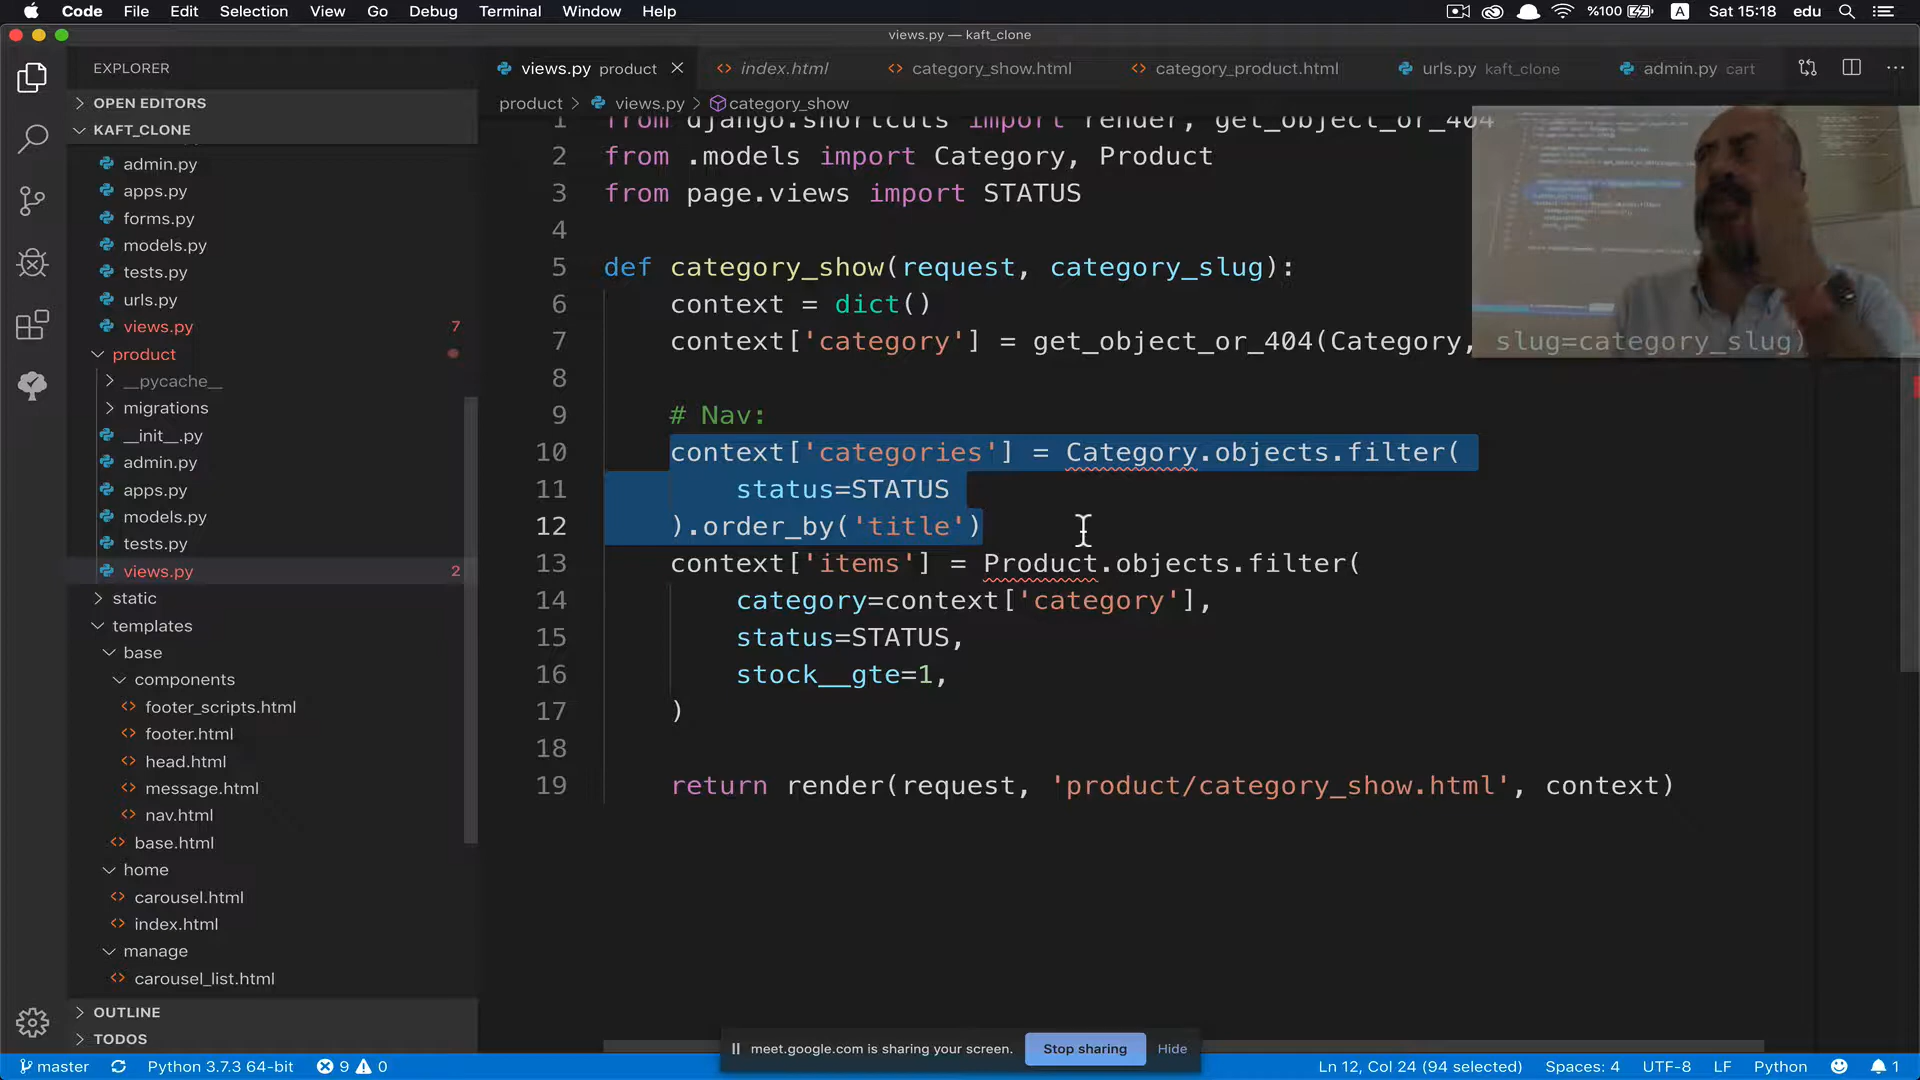 Code File Edit Selection View Go Debug Terminal Window Help %100 A Sat 15:18 edu
views.py — kaft_clone
EXPLORER
views.py product index.html category_show.html category_product.html urls.py kaft_clone admin.py cart
OPEN EDITORS
product > views.py > category_show
KAFT_CLONE
admin.py
apps.py
forms.py
models.py
tests.py
urls.py
views.py 7
product
__pycache__
migrations
__init__.py
admin.py
apps.py
models.py
tests.py
views.py 2
static
templates
base
components
footer_scripts.html
footer.html
head.html
message.html
nav.html
base.html
home
carousel.html
index.html
manage
carousel_list.html
OUTLINE
TODOS
1 from django.shortcuts import render, get_object_or_404
2 from .models import Category, Product
3 from page.views import STATUS
4
5 def category_show(request, category_slug):
6 context = dict()
7 context['category'] = get_object_or_404(Category, slug=category_slug)
8
9 # Nav:
10 context['categories'] = Category.objects.filter(
11 status=STATUS
12 ).order_by('title')
13 context['items'] = Product.objects.filter(
14 category=context['category'],
15 status=STATUS,
16 stock__gte=1,
17 )
18
19 return render(request, 'product/category_show.html', context)
meet.google.com is sharing your screen. Stop sharing Hide
master Python 3.7.3 64-bit 9 0 Ln 12, Col 24 (94 selected) Spaces: 4 UTF-8 LF Python 1